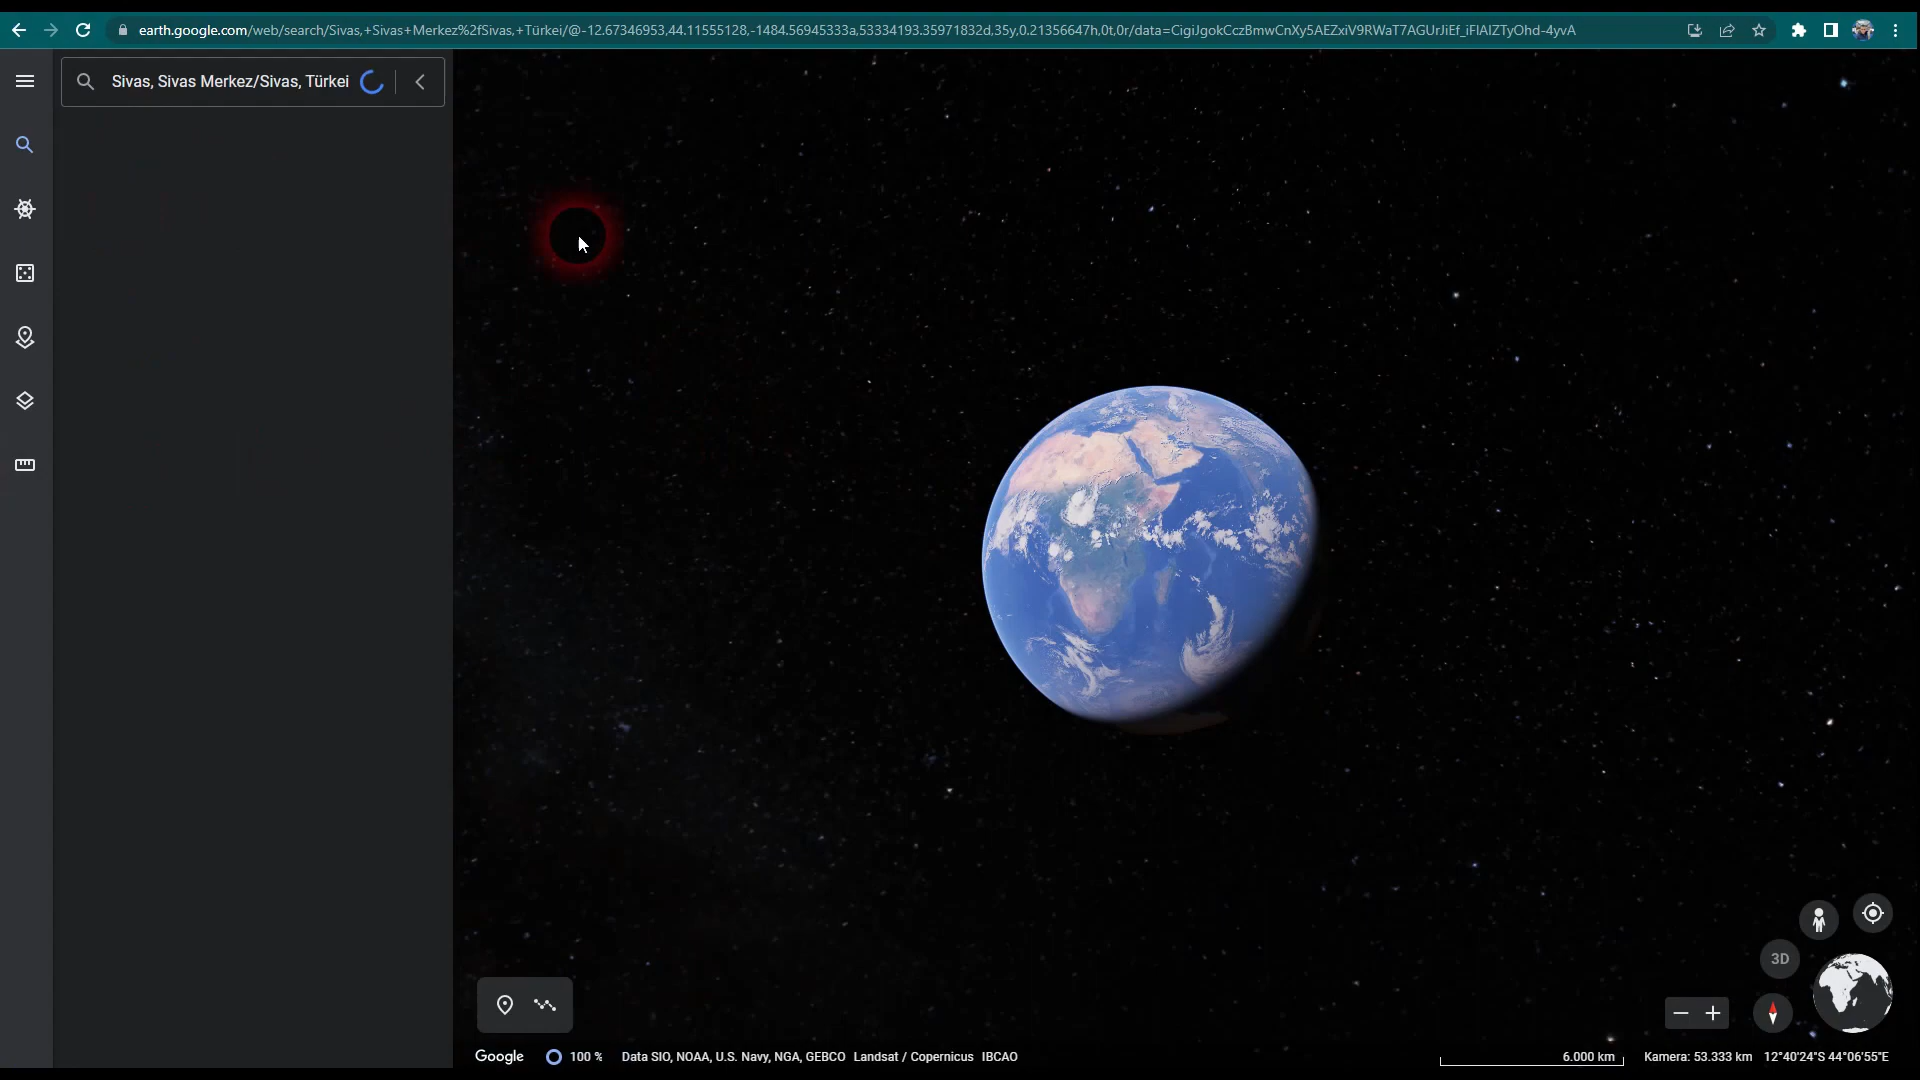 earth.google.com/web/search/Sivas,+Sivas+Merkez%2fSivas,+Türkei/@-12.67346953,44.11555128,-1484.56945333a,53334193.35971832d,35y,0.21356647h,0t,0r/data=CigiJgokCczBmwCnXy5AEZxiV9RWaT7AGUrJiEf_iFIAIZTyOhd-4yvA
Sivas, Sivas Merkez/Sivas, Türkei
3D
Google 100 % Data SIO, NOAA, U.S. Navy, NGA, GEBCO Landsat / Copernicus IBCAO 6.000 km Kamera: 53.333 km 12°40'24"S 44°06'55"E